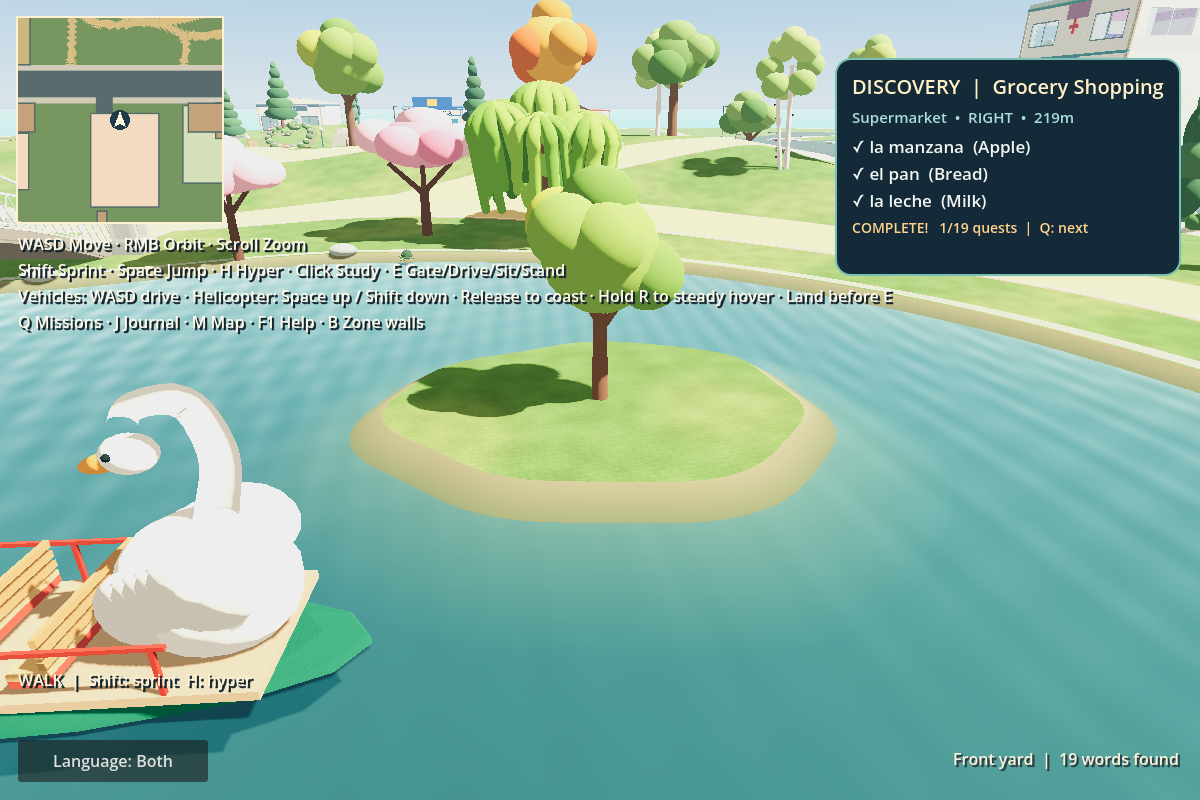 DISCOVERY | Grocery Shopping
Supermarket • RIGHT • 219m
✓ la manzana (Apple)
✓ el pan (Bread)
✓ la leche (Milk)
COMPLETE! 1/19 quests | Q: next
WASD Move · RMB Orbit · Scroll Zoom
Shift Sprint · Space Jump · H Hyper · Click Study · E Gate/Drive/Sit/Stand
Vehicles: WASD drive · Helicopter: Space up / Shift down · Release to coast · Hold R to steady hover · Land before E
Q Missions · J Journal · M Map · F1 Help · B Zone walls
WALK | Shift: sprint H: hyper
Language: Both
Front yard | 19 words found